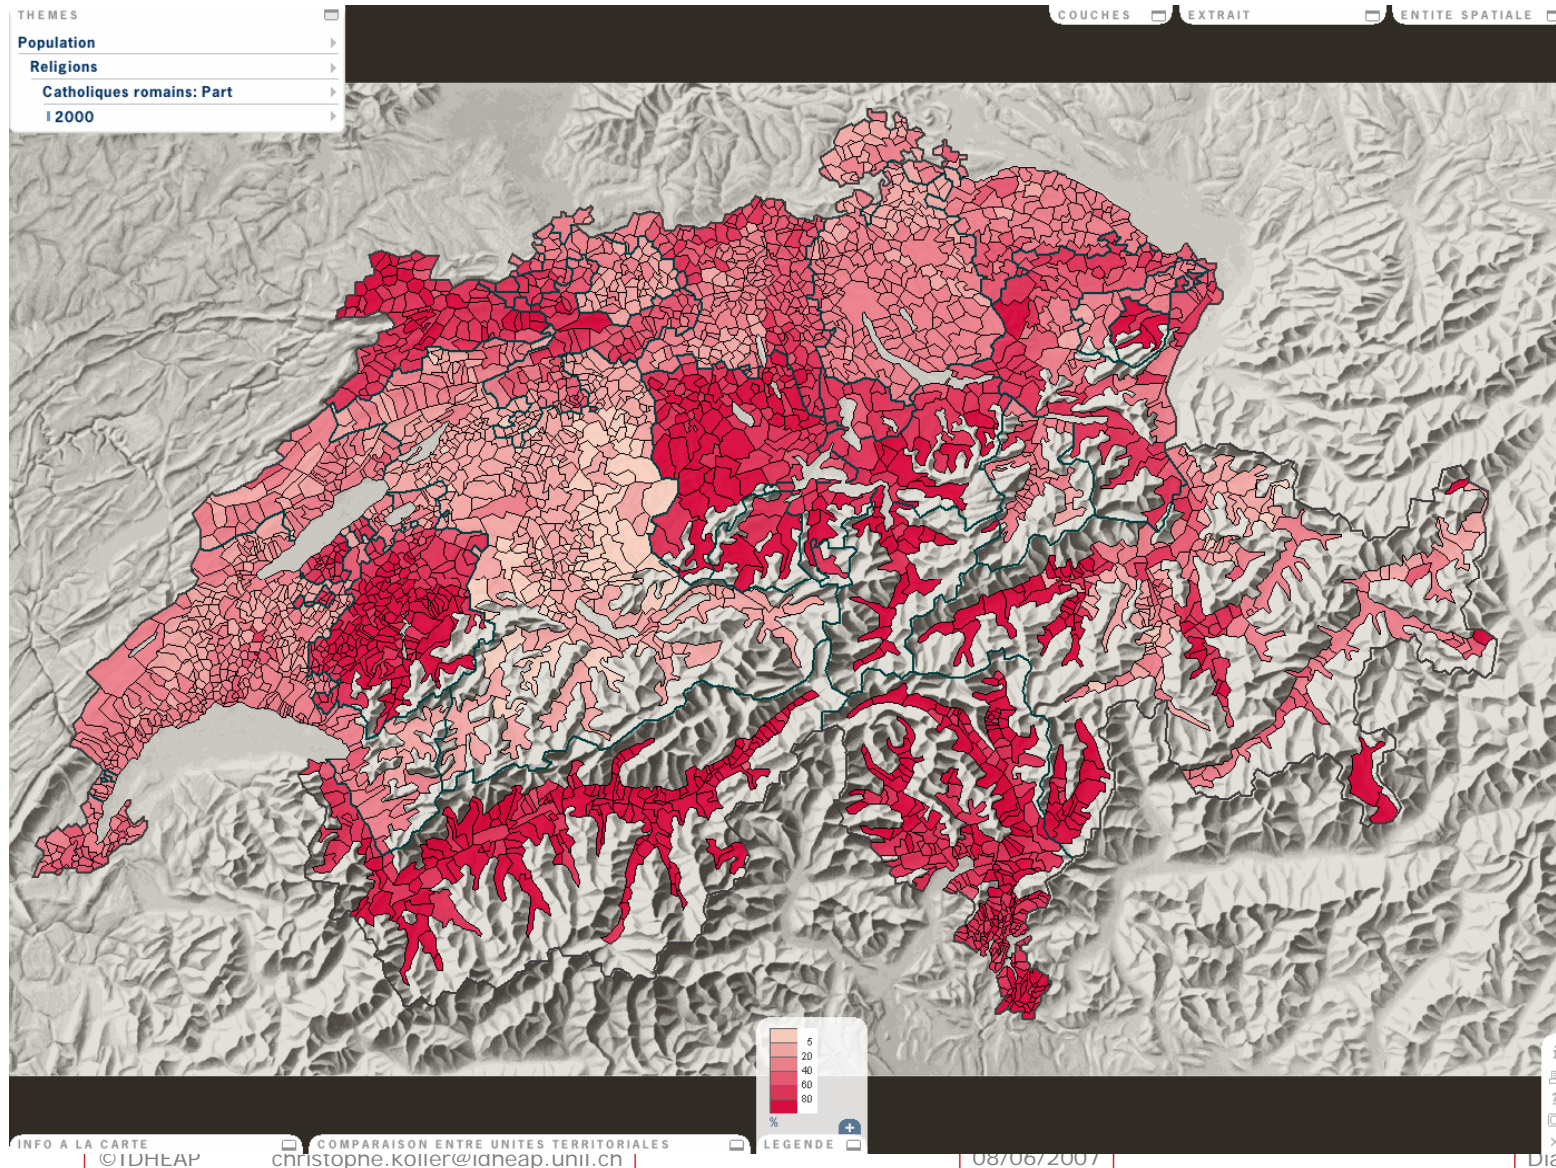 THEMES
COUCHES
EXTRAIT
ENTITE SPATIALE
Population
Religions
Catholiques romains: Part
2000
5
20
40
60
80
%
INFO A LA CARTE
COMPARAISON ENTRE UNITES TERRITORIALES
LEGENDE
©IDHEAP christophe.koller@idheap.unil.ch 08/06/2007 Dia